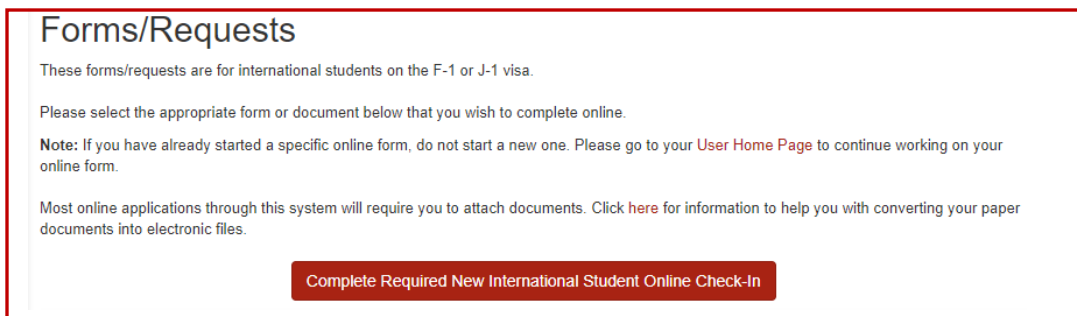 Forms/Requests
These forms/requests are for international students on the F-1 or J-1 visa.
Please select the appropriate form or document below that you wish to complete online.
Note: If you have already started a specific online form, do not start a new one. Please go to your User Home Page to continue working on your
online form.
Most online applications through this system will require you to attach documents. Click here for information to help you with converting your paper
documents into electronic files.
Complete Required New International Student Online Check-In